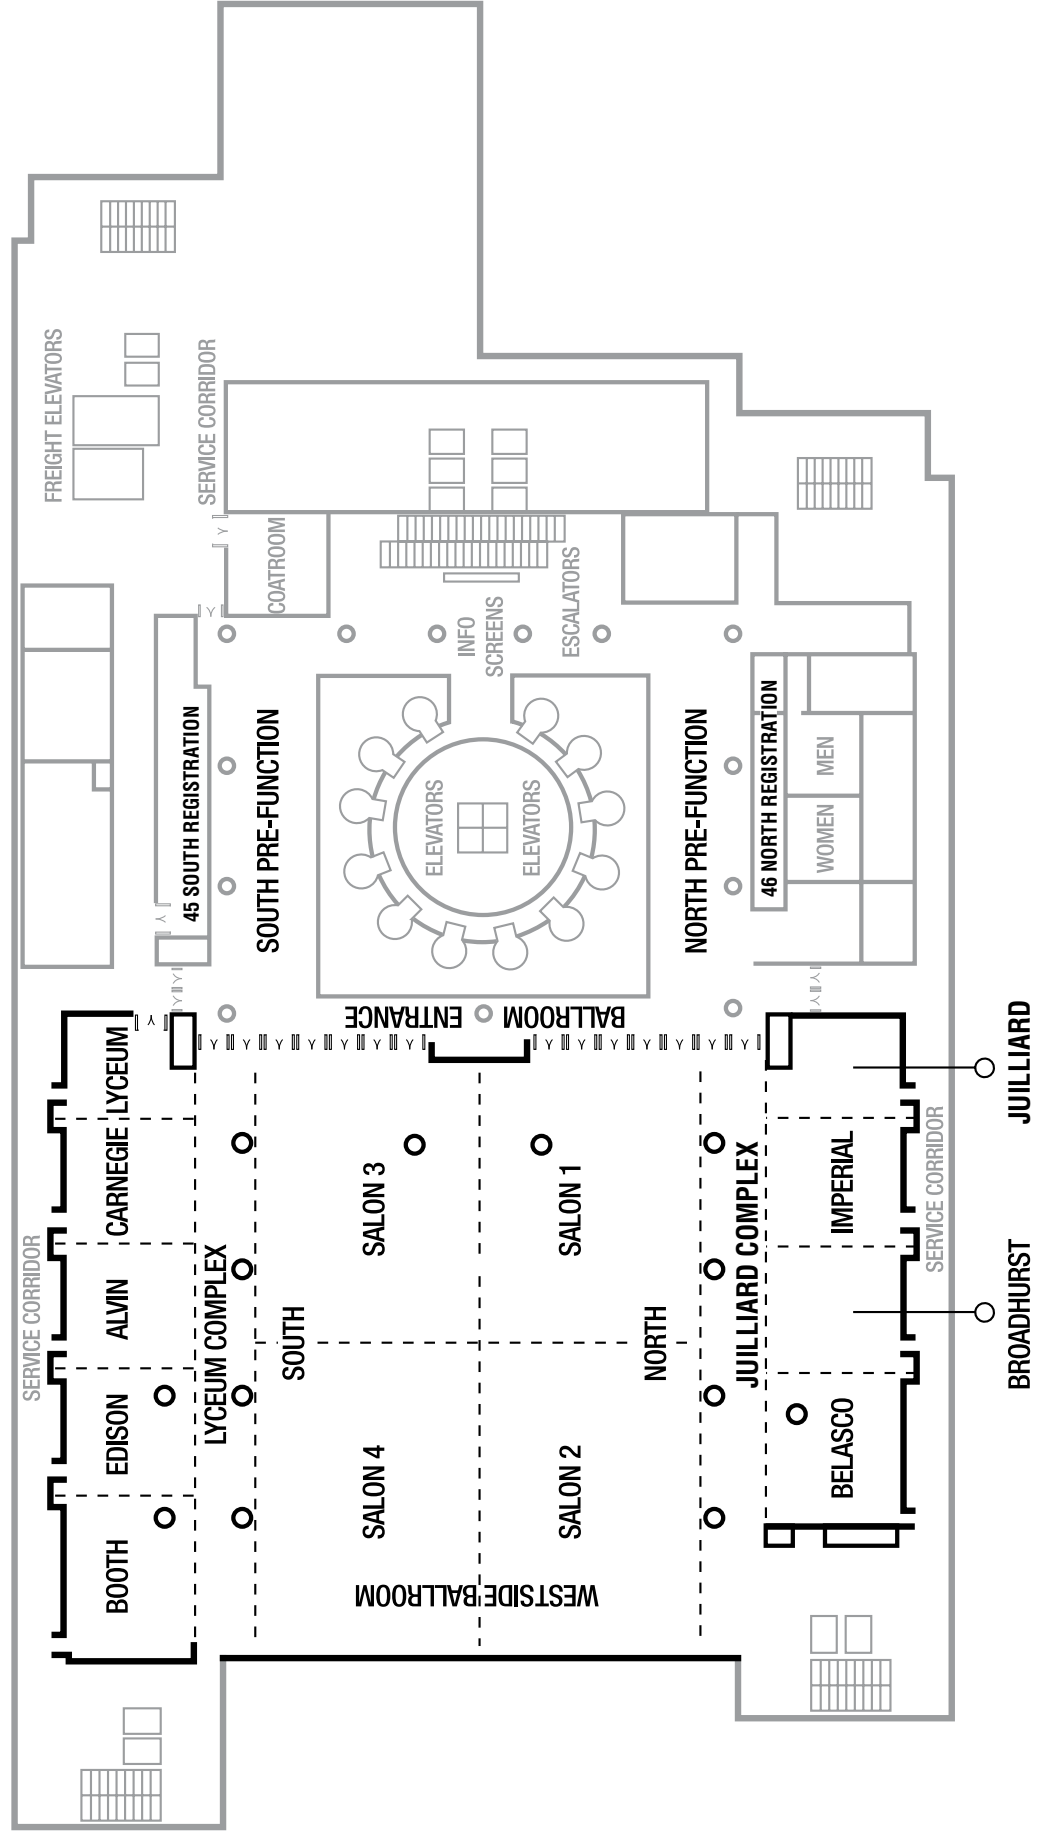 FREIGHT ELEVATORS
SERVICE CORRIDOR
COATROOM
INFO
SCREENS
ESCALATORS
45 SOUTH REGISTRATION
SOUTH PRE-FUNCTION
ELEVATORS
ELEVATORS
NORTH PRE-FUNCTION
46 NORTH REGISTRATION
MEN
WOMEN
BALLROOM
ENTRANCE
LYCEUM
CARNEGIE
ALVIN
EDISON
BOOTH
SERVICE CORRIDOR
LYCEUM COMPLEX
SOUTH
SALON 3
SALON 1
SALON 4
SALON 2
NORTH
WESTSIDE BALLROOM
JUILLIARD COMPLEX
IMPERIAL
BELASCO
SERVICE CORRIDOR
JUILLIARD
BROADHURST